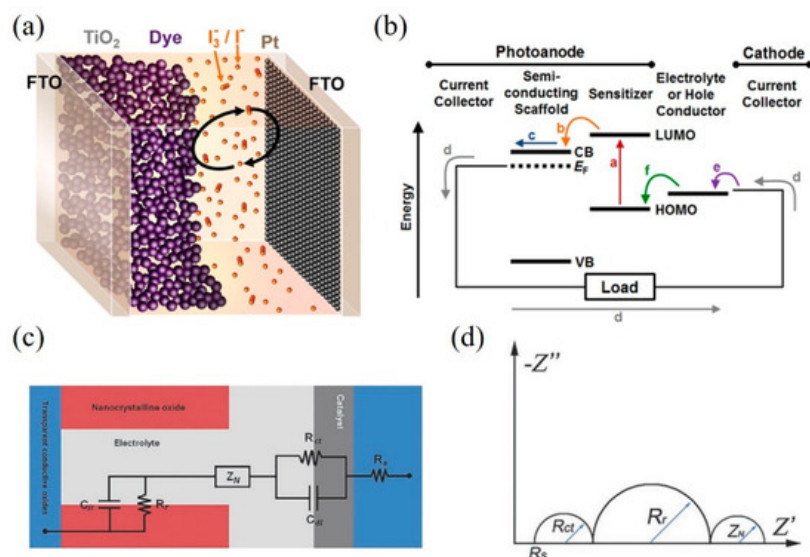 (a)
TiO2 Dye I3-/I- Pt
FTO
FTO
(b)
Photoanode
Cathode
Current
Collector
Semi-
conducting
Scaffold
Sensitizer
Electrolyte
or Hole
Conductor
Current
Collector
Energy
d
c
b
CB
EF
VB
a
LUMO
HOMO
f
e
d
Load
d
(c)
Transparent conductive oxides
Nanocrystalline oxide
Electrolyte
Catalyst
Cμ
Rr
ZN
Rct
Cdl
Rs
(d)
-Z''
Rct
Rr
ZN
Z'
Rs